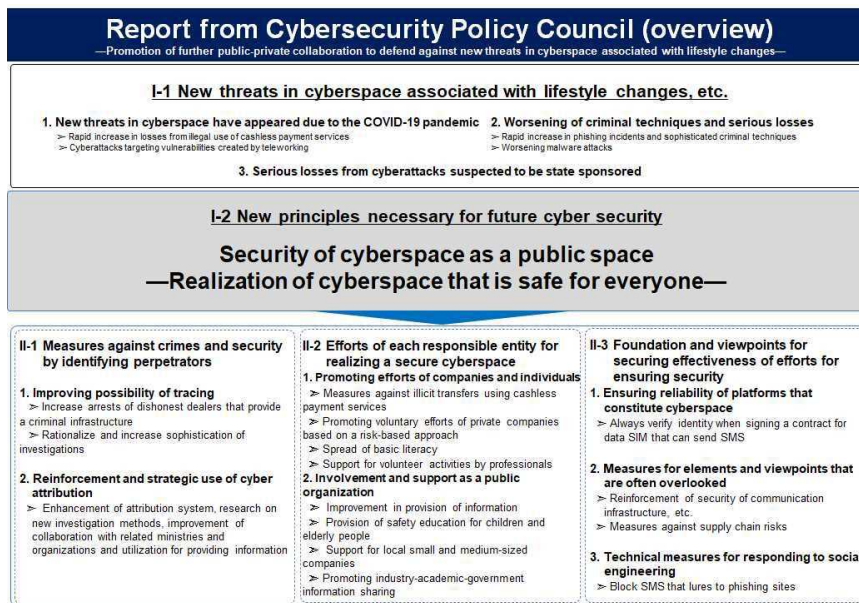 Report from Cybersecurity Policy Council (overview)
—Promotion of further public-private collaboration to defend against new threats in cyberspace associated with lifestyle changes—
I-1 New threats in cyberspace associated with lifestyle changes, etc.
1. New threats in cyberspace have appeared due to the COVID-19 pandemic
➢ Rapid increase in losses from illegal use of cashless payment services
➢ Cyberattacks targeting vulnerabilities created by teleworking
2. Worsening of criminal techniques and serious losses
➢ Rapid increase in phishing incidents and sophisticated criminal techniques
➢ Worsening malware attacks
3. Serious losses from cyberattacks suspected to be state sponsored
I-2 New principles necessary for future cyber security
Security of cyberspace as a public space
—Realization of cyberspace that is safe for everyone—
II-1 Measures against crimes and security
by identifying perpetrators
1. Improving possibility of tracing
➢ Increase arrests of dishonest dealers that provide
a criminal infrastructure
➢ Rationalize and increase sophistication of
investigations
2. Reinforcement and strategic use of cyber
attribution
➢ Enhancement of attribution system, research on
new investigation methods, improvement of
collaboration with related ministries and
organizations and utilization for providing information
II-2 Efforts of each responsible entity for
realizing a secure cyberspace
1. Promoting efforts of companies and individuals
➢ Measures against illicit transfers using cashless
payment services
➢ Promoting voluntary efforts of private companies
based on a risk-based approach
➢ Spread of basic literacy
➢ Support for volunteer activities by professionals
2. Involvement and support as a public
organization
➢ Improvement in provision of information
➢ Provision of safety education for children and
elderly people
➢ Support for local small and medium-sized
companies
➢ Promoting industry-academic-government
information sharing
II-3 Foundation and viewpoints for
securing effectiveness of efforts for
ensuring security
1. Ensuring reliability of platforms that
constitute cyberspace
➢ Always verify identity when signing a contract for
data SIM that can send SMS
2. Measures for elements and viewpoints that
are often overlooked
➢ Reinforcement of security of communication
infrastructure, etc.
➢ Measures against supply chain risks
3. Technical measures for responding to social
engineering
➢ Block SMS that lures to phishing sites